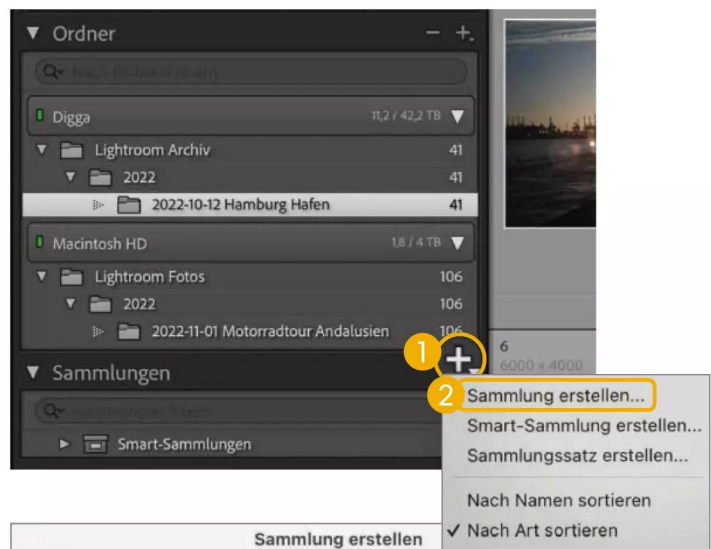 Ordner
Digga 11,2 / 42,2 TB
Lightroom Archiv 41
2022 41
2022-10-12 Hamburg Hafen 41
Macintosh HD 1,8 / 4 TB
Lightroom Fotos 106
2022 106
2022-11-01 Motorradtour Andalusien 106
1
6
6000 x 4000
Sammlungen
2
Sammlung erstellen...
Smart-Sammlung erstellen...
Sammlungssatz erstellen...
Smart-Sammlungen
Nach Namen sortieren
✓ Nach Art sortieren
Sammlung erstellen